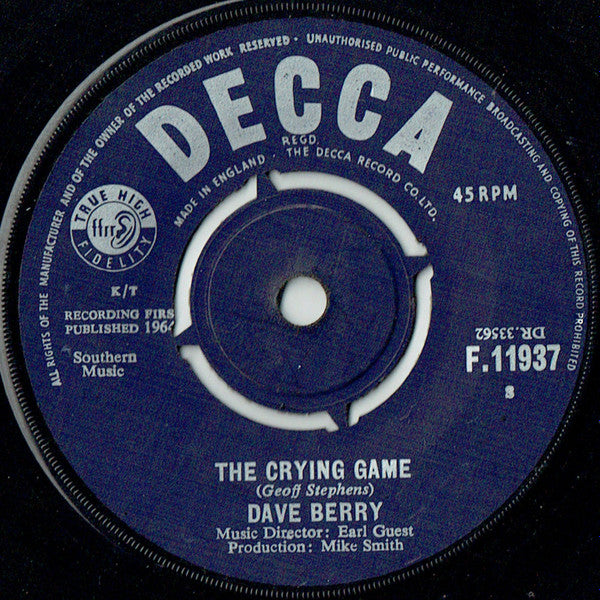 ALL RIGHTS OF THE MANUFACTURER AND OF THE OWNER OF THE RECORDED WORK RESERVED · UNAUTHORISED PUBLIC PERFORMANCE BROADCASTING AND COPYING OF THIS RECORD PROHIBITED
DECCA
REGD.
MADE IN ENGLAND · THE DECCA RECORD CO. LTD.
45 RPM
TRUE HIGH
ffrr
FIDELITY
K/T
RECORDING FIRS
PUBLISHED 1964
Southern
Music
DR.33562
F.11937
S
THE CRYING GAME
(Geoff Stephens)
DAVE BERRY
Music Director: Earl Guest
Production: Mike Smith